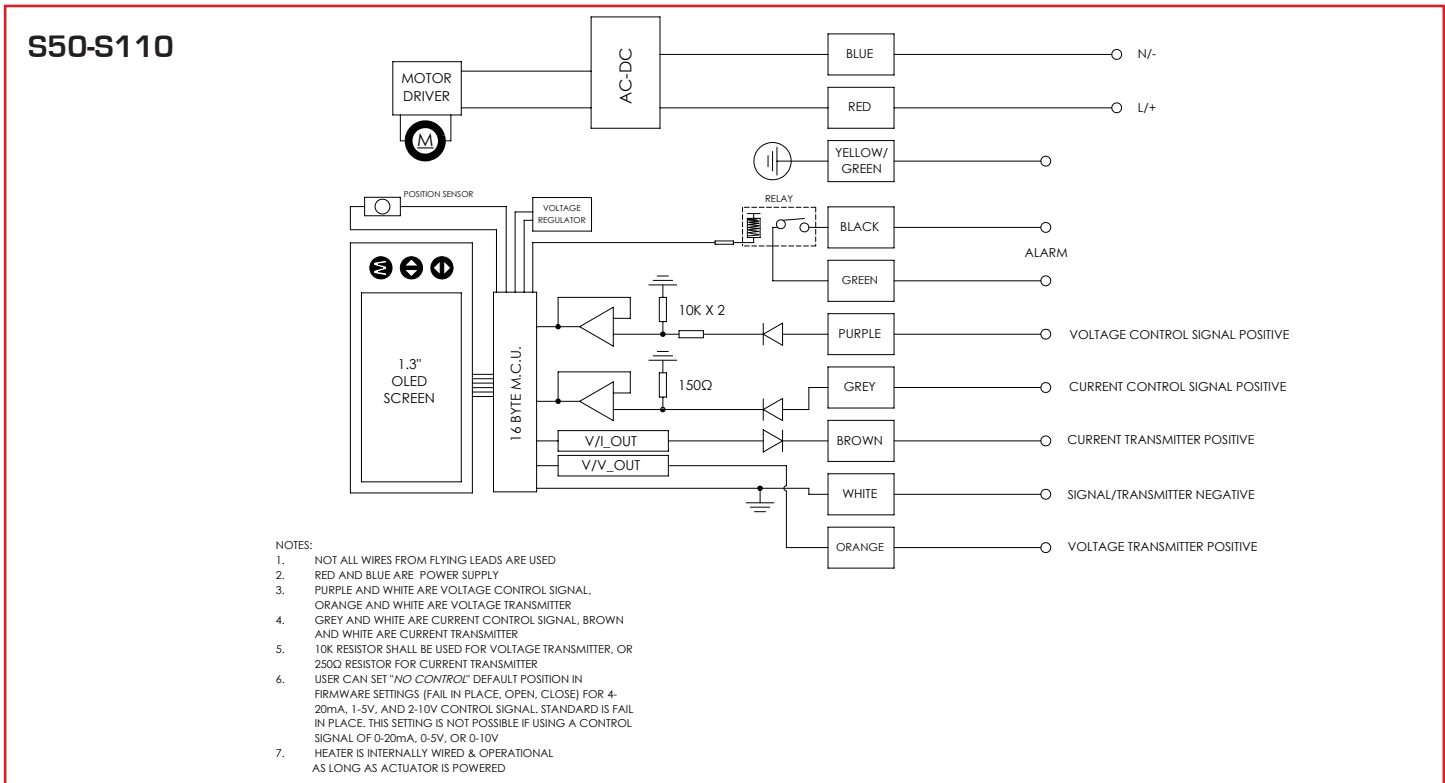 S50-S110
MOTOR
DRIVER
M
AC-DC
BLUE
N/-
RED
L/+
YELLOW/
GREEN
POSITION SENSOR
VOLTAGE
REGULATOR
RELAY
BLACK
ALARM
GREEN
10K X 2
PURPLE
VOLTAGE CONTROL SIGNAL POSITIVE
1.3"
OLED
SCREEN
16 BYTE M.C.U.
150Ω
GREY
CURRENT CONTROL SIGNAL POSITIVE
V/I_OUT
BROWN
CURRENT TRANSMITTER POSITIVE
V/V_OUT
WHITE
SIGNAL/TRANSMITTER NEGATIVE
ORANGE
VOLTAGE TRANSMITTER POSITIVE
NOTES:
1. NOT ALL WIRES FROM FLYING LEADS ARE USED
2. RED AND BLUE ARE POWER SUPPLY
3. PURPLE AND WHITE ARE VOLTAGE CONTROL SIGNAL,
ORANGE AND WHITE ARE VOLTAGE TRANSMITTER
4. GREY AND WHITE ARE CURRENT CONTROL SIGNAL, BROWN
AND WHITE ARE CURRENT TRANSMITTER
5. 10K RESISTOR SHALL BE USED FOR VOLTAGE TRANSMITTER, OR
250Ω RESISTOR FOR CURRENT TRANSMITTER
6. USER CAN SET "NO CONTROL" DEFAULT POSITION IN
FIRMWARE SETTINGS (FAIL IN PLACE, OPEN, CLOSE) FOR 4-
20mA, 1-5V, AND 2-10V CONTROL SIGNAL. STANDARD IS FAIL
IN PLACE. THIS SETTING IS NOT POSSIBLE IF USING A CONTROL
SIGNAL OF 0-20mA, 0-5V, OR 0-10V
7. HEATER IS INTERNALLY WIRED & OPERATIONAL
AS LONG AS ACTUATOR IS POWERED